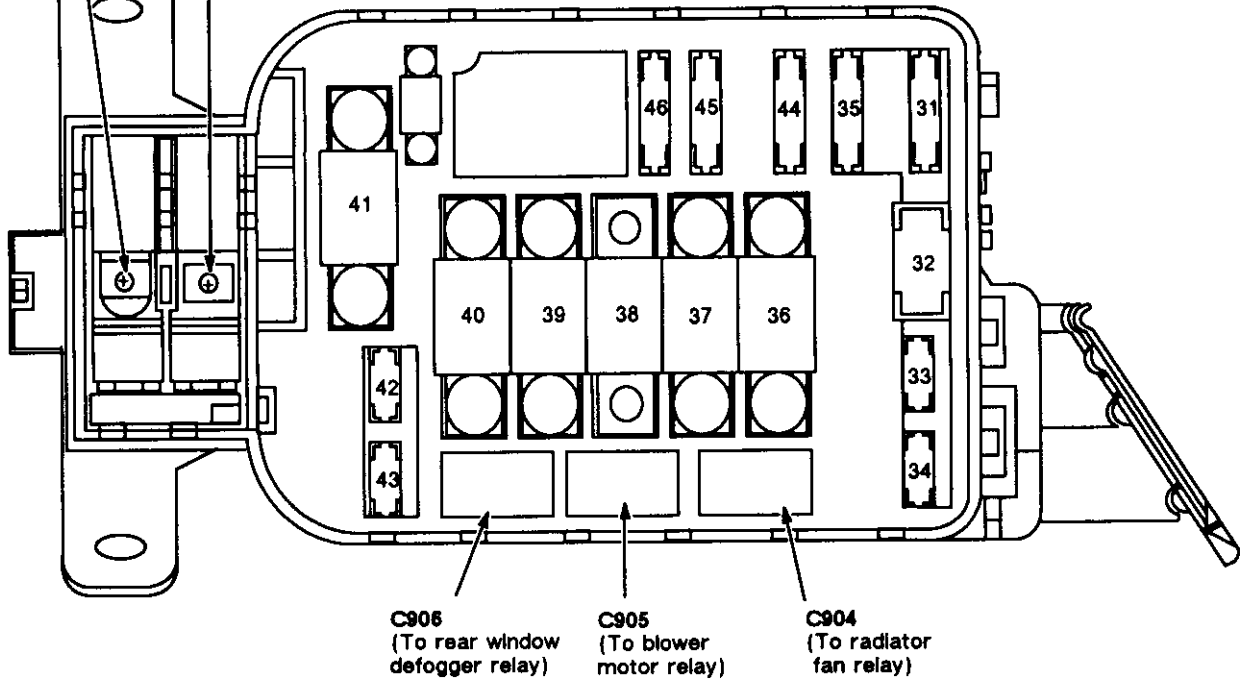 46 45 44 35 31
41
32
40 39 38 37 36
42
33
43
34
C906
(To rear window
defogger relay)
C905
(To blower
motor relay)
C904
(To radiator
fan relay)